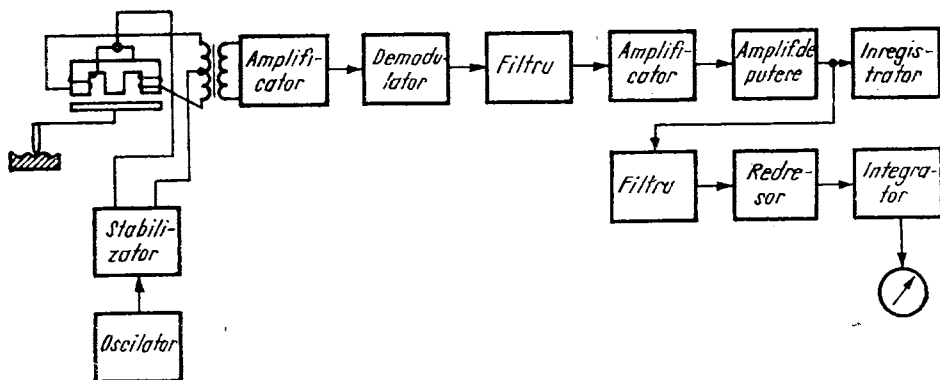 Amplifi-
cator
Demodu-
lator
Filtru
Amplifi-
cator
Amplif.de
putere
Inregis-
trator
Filtru
Redre-
sor
Integra-
tor
Stabili-
zator
Oscilator